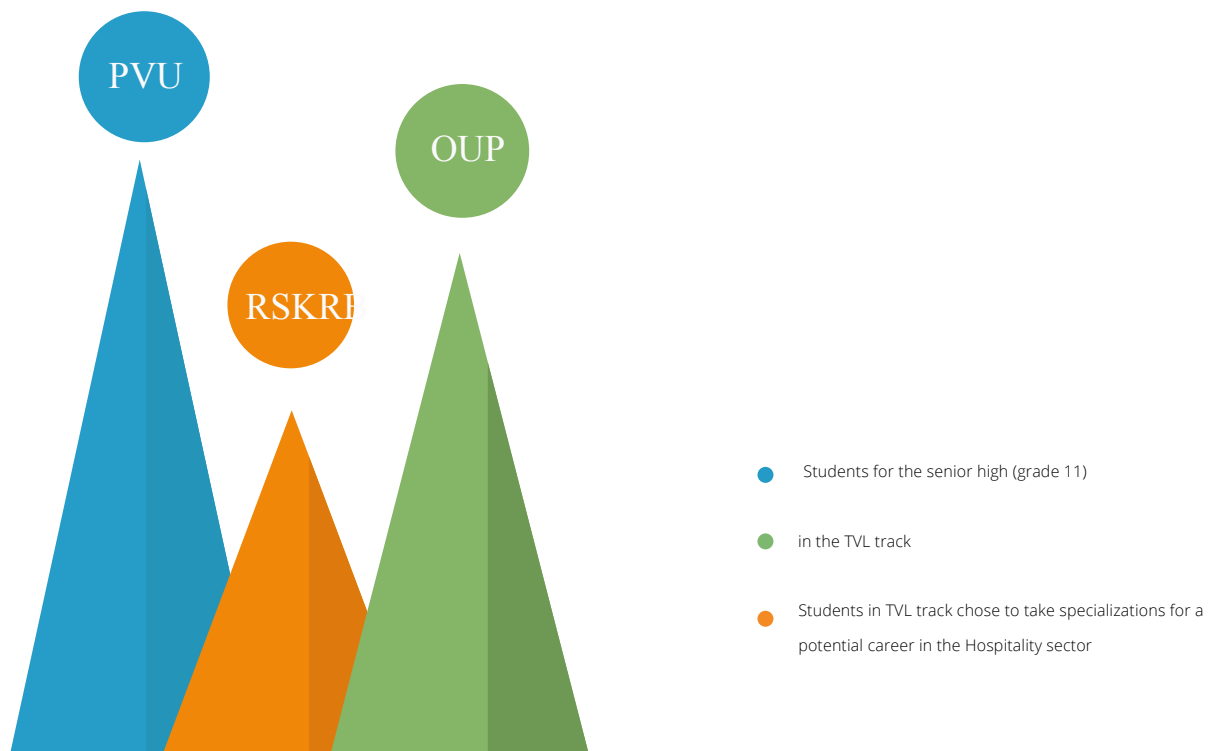 PVU
OUP
Students for the senior high (grade 11)
in the TVL track
Students in TVL track chose to take specializations for a
potential career in the Hospitality sector